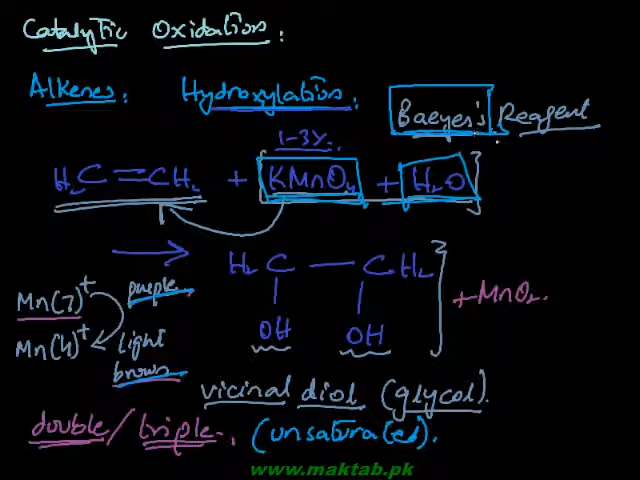 Catalytic Oxidation:
Alkenes: Hydroxylation:
Baeyer's Reagent
1-3%
H₂C = CH₂ + KMnO₄ + H₂O]
H₂C — CH₂] + MnO₂.
OH OH
Mn(7)⁺ purple,
Mn(4)⁺ light
brown
vicinal diol (glycol).
double / triple. (unsaturated).
www.maktab.pk